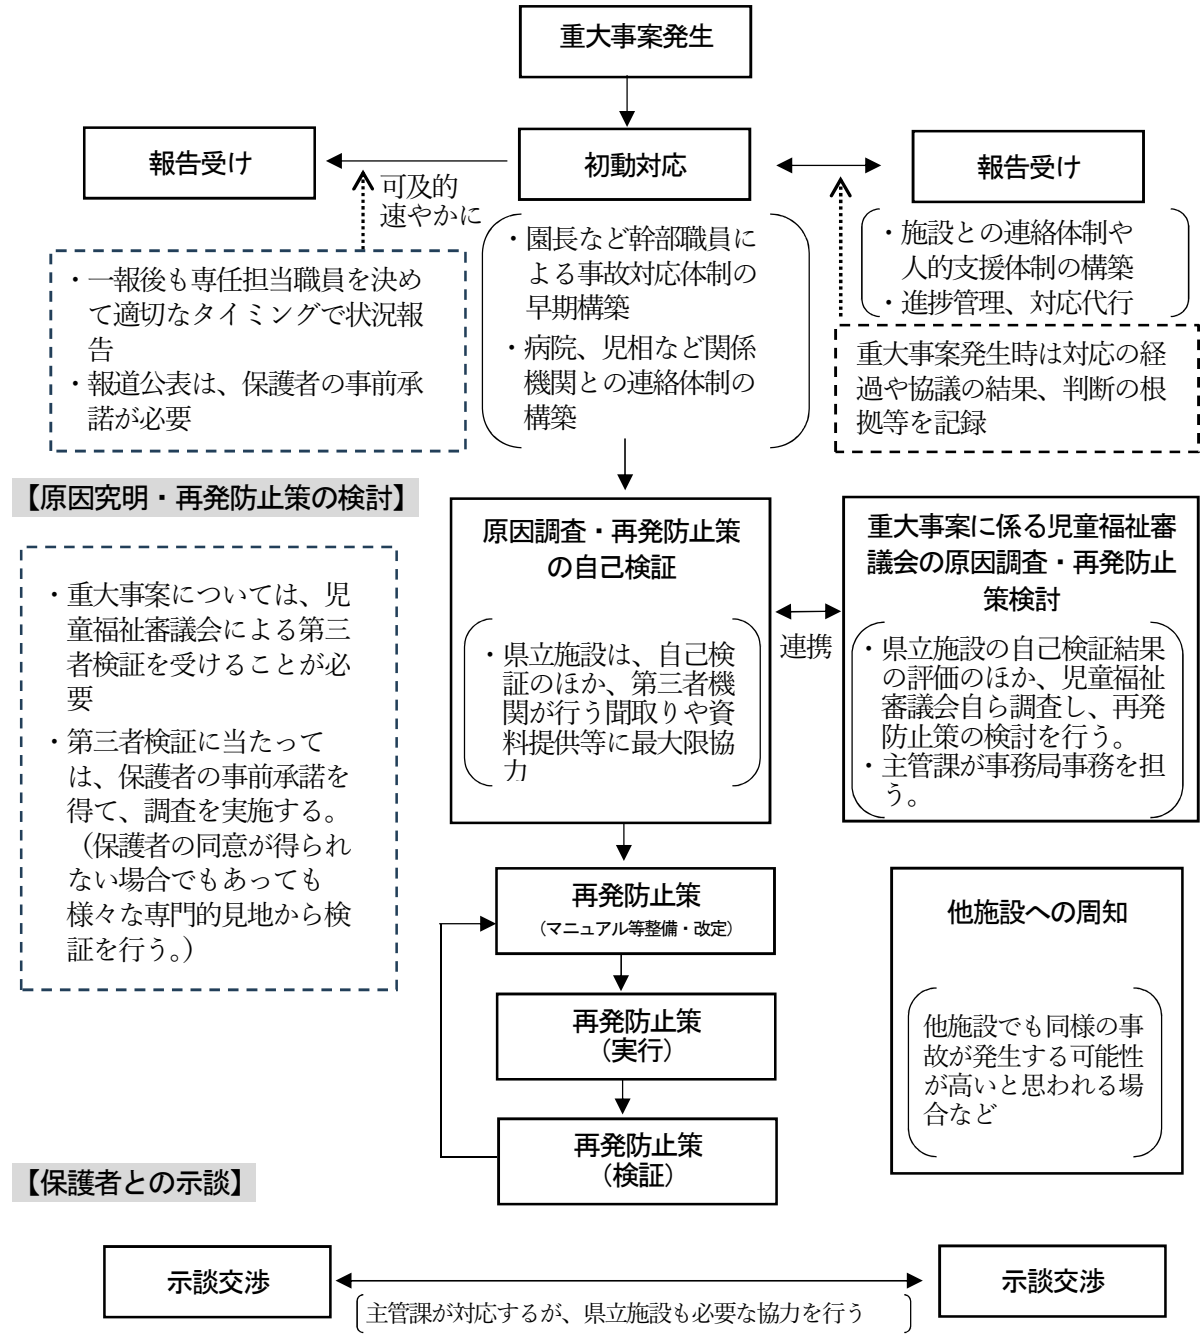 重大事案発生
報告受け
初動対応
報告受け
可及的
速やかに
・一報後も専任担当職員を決め
て適切なタイミングで状況報
告
・報道公表は、保護者の事前承
諾が必要
・園長など幹部職員に
よる事故対応体制の
早期構築
・病院、児相など関係
機関との連絡体制の
構築
・施設との連絡体制や
人的支援体制の構築
・進捗管理、対応代行
重大事案発生時は対応の経
過や協議の結果、判断の根
拠等を記録
【原因究明・再発防止策の検討】
・重大事案については、児
童福祉審議会による第三
者検証を受けることが必
要
・第三者検証に当たって
は、保護者の事前承諾を
得て、調査を実施する。
（保護者の同意が得られ
ない場合でもあっても
様々な専門的見地から検
証を行う。）
原因調査・再発防止策
の自己検証
・県立施設は、自己検
証のほか、第三者機
関が行う聞取りや資
料提供等に最大限協
力
連携
重大事案に係る児童福祉審
議会の原因調査・再発防止
策検討
・県立施設の自己検証結果
の評価のほか、児童福祉
審議会自ら調査し、再発
防止策の検討を行う。
・主管課が事務局事務を担
う。
再発防止策
（マニュアル等整備・改定）
再発防止策
（実行）
再発防止策
（検証）
他施設への周知
他施設でも同様の事
故が発生する可能性
が高いと思われる場
合など
【保護者との示談】
示談交渉
主管課が対応するが、県立施設も必要な協力を行う
示談交渉